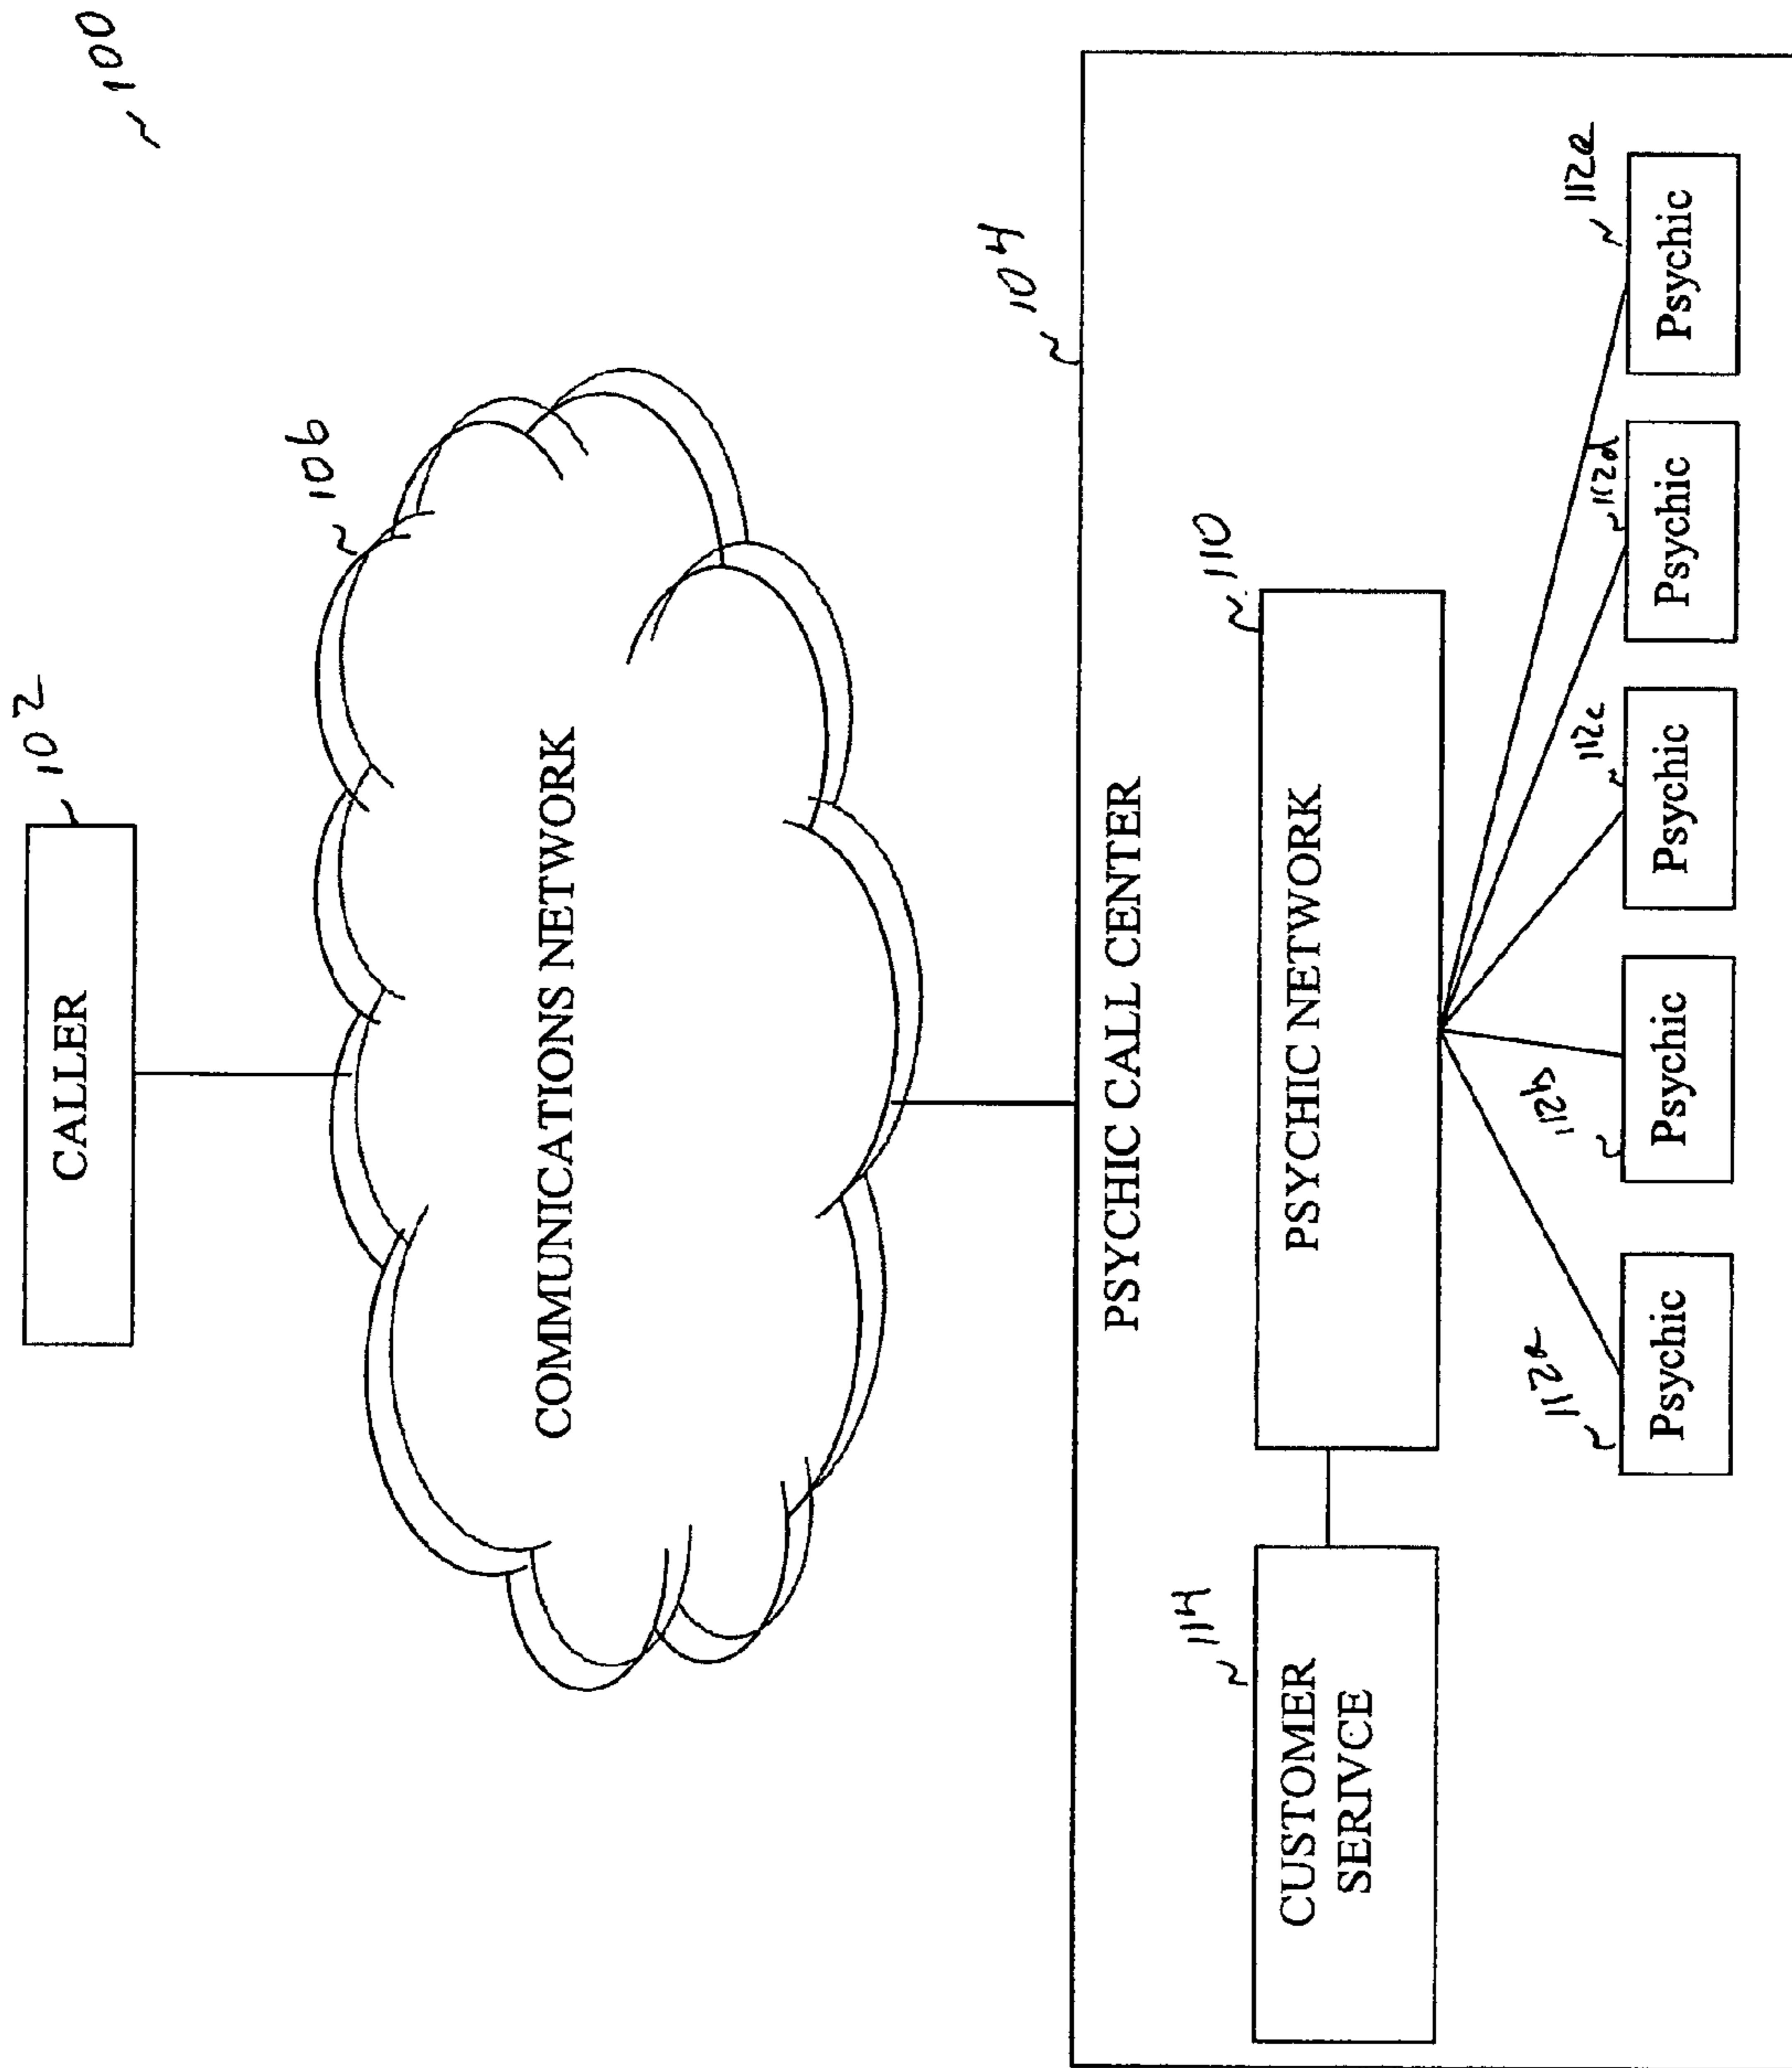 100
102
CALLER
106
COMMUNICATIONS NETWORK
104
PSYCHIC CALL CENTER
114
110
CUSTOMER
SERIVCE
PSYCHIC NETWORK
112a
112b
112c
112d
112e
Psychic
Psychic
Psychic
Psychic
Psychic